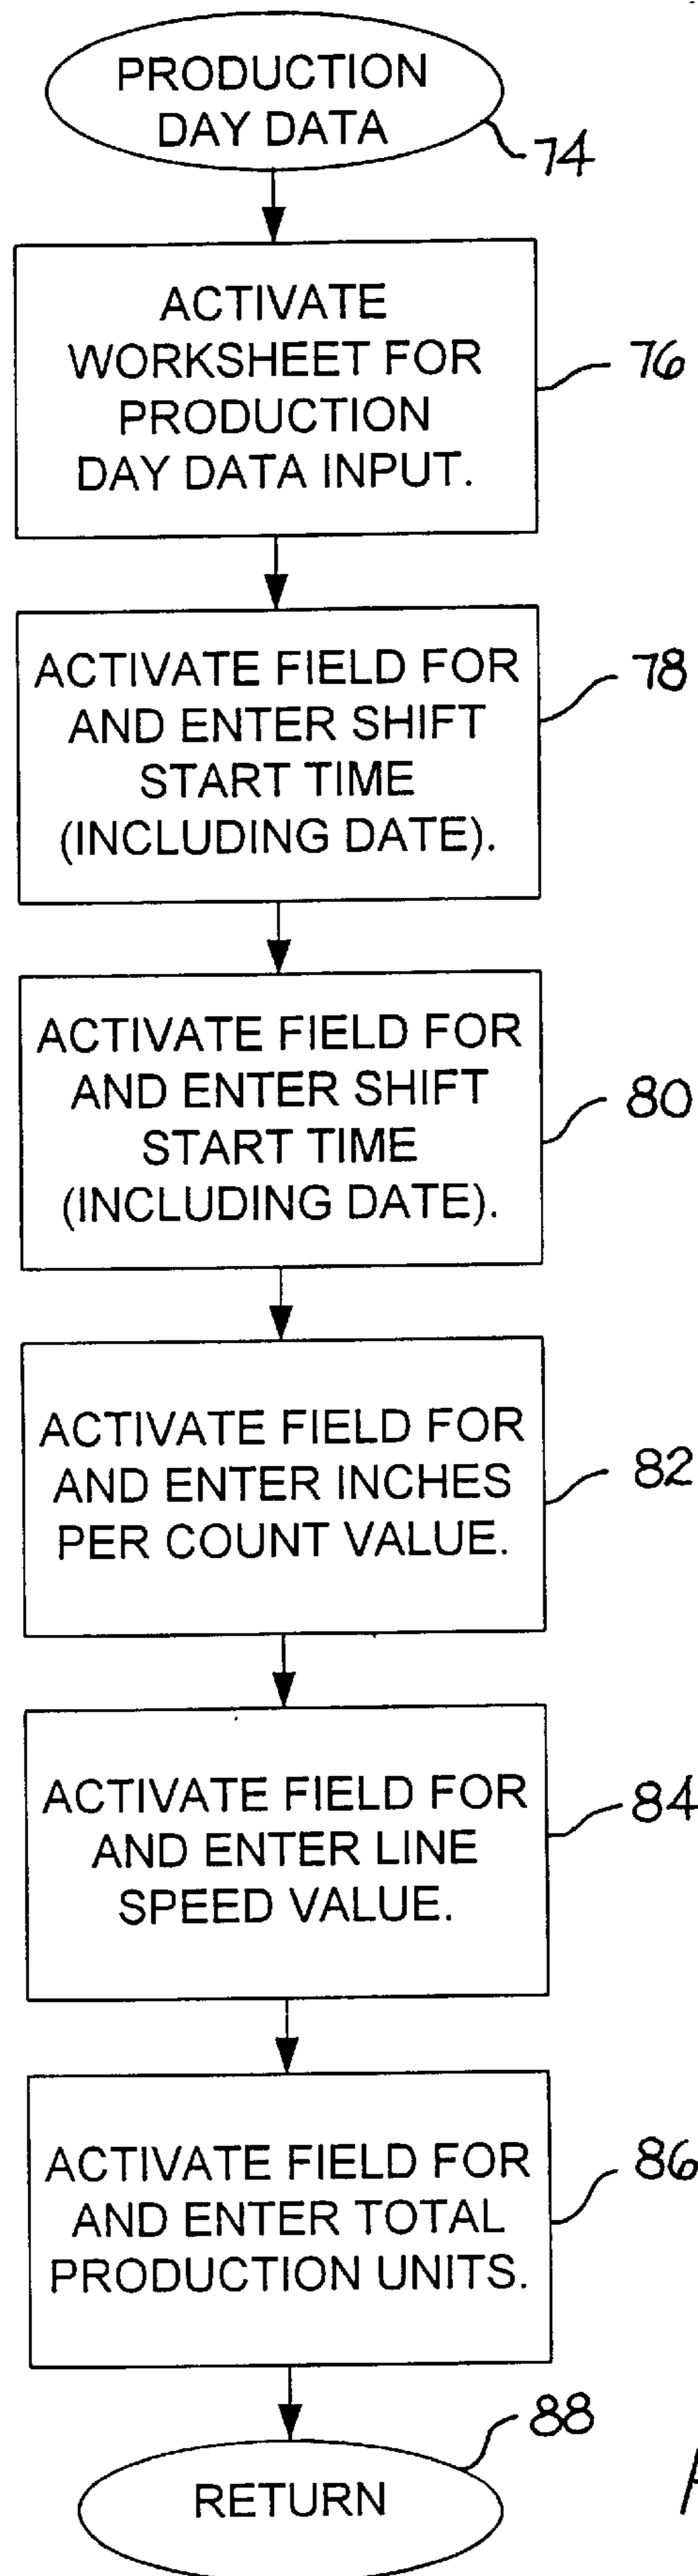 PRODUCTION
DAY DATA
74
ACTIVATE
WORKSHEET FOR
PRODUCTION
DAY DATA INPUT.
76
ACTIVATE FIELD FOR
AND ENTER SHIFT
START TIME
(INCLUDING DATE).
78
ACTIVATE FIELD FOR
AND ENTER SHIFT
START TIME
(INCLUDING DATE).
80
ACTIVATE FIELD FOR
AND ENTER INCHES
PER COUNT VALUE.
82
ACTIVATE FIELD FOR
AND ENTER LINE
SPEED VALUE.
84
ACTIVATE FIELD FOR
AND ENTER TOTAL
PRODUCTION UNITS.
86
88
RETURN